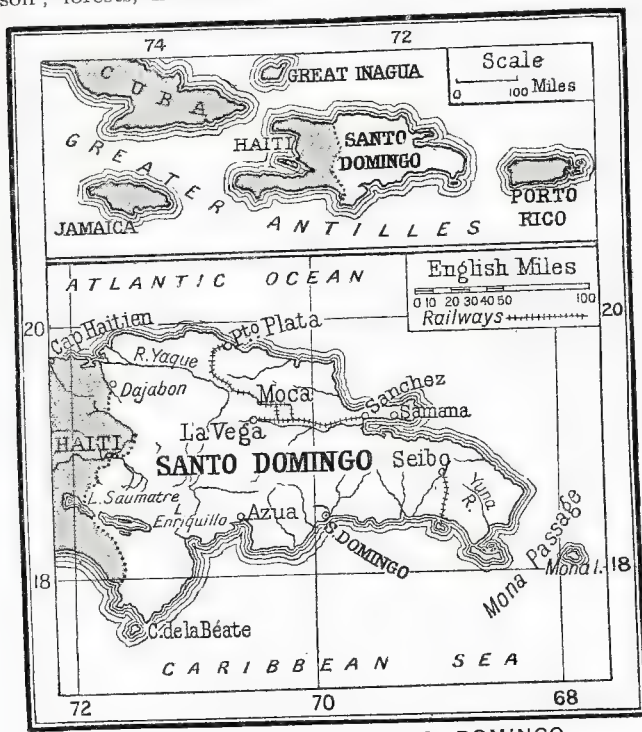 forests,
74
72
CUBA
GREAT INAGUA
Scale
0 100 Miles
GREATER ANTILLES
HAITI
SANTO
DOMINGO
JAMAICA
PORTO
RICO
ATLANTIC OCEAN
English Miles
0 10 20 30 40 50 100
Railways
20
20
Cap Haïtien
Pto. Plata
R. Yaque
Dajabon
Moca
Sanchez
Samana
La Vega
HAITI
SANTO DOMINGO
Seibo
Yuna
R.
L. Saumatre
L.
Enriquillo
Azua
S. DOMINGO
Mona Passage
Mona I.
18
18
C. de la Béate
CARIBBEAN SEA
72
70
68
DOMINGO